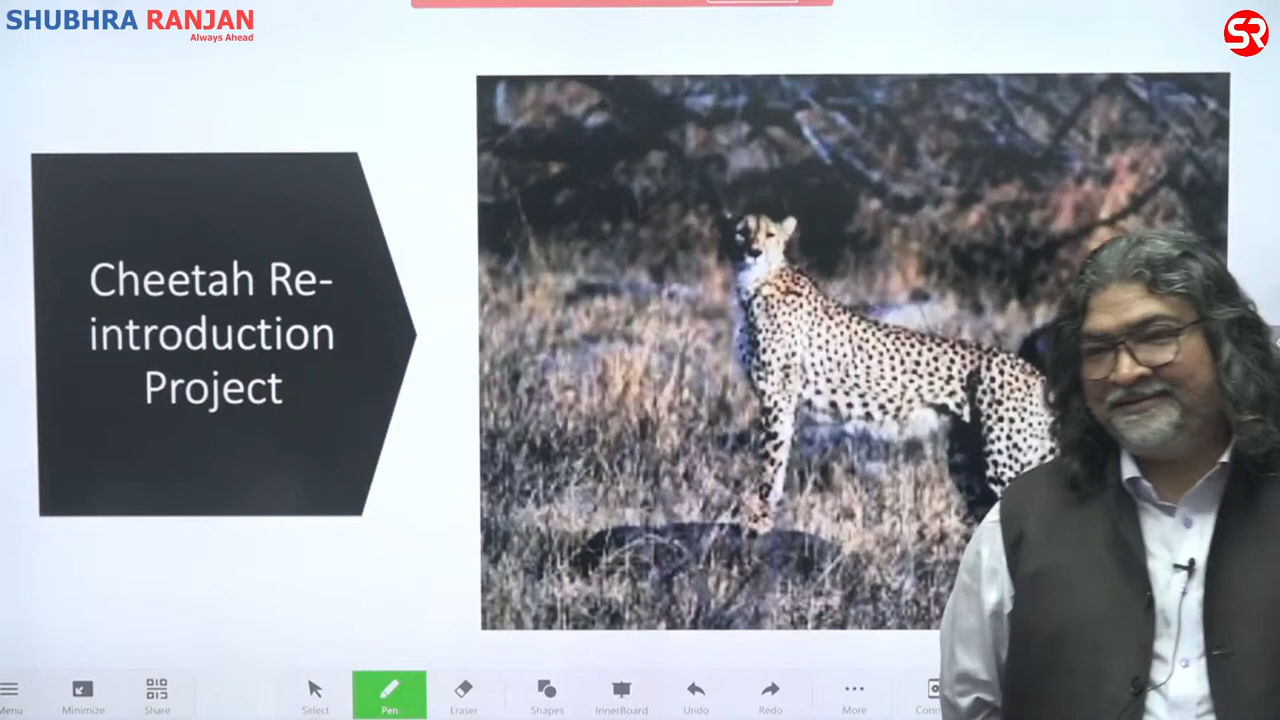 SHUBHRA RANJAN
Always Ahead
SR
Cheetah Re-
introduction
Project
Menu
Minimize
Share
Select
Pen
Eraser
Shapes
InnerBoard
Undo
Redo
More